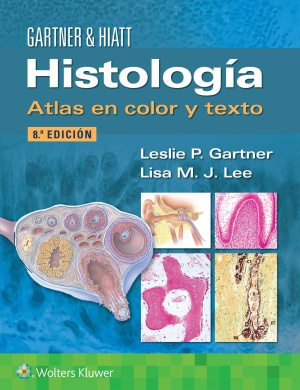 GARTNER & HIATT
Histología
Atlas en color y texto
8.ª EDICIÓN
Leslie P. Gartner
Lisa M. J. Lee
Wolters Kluwer